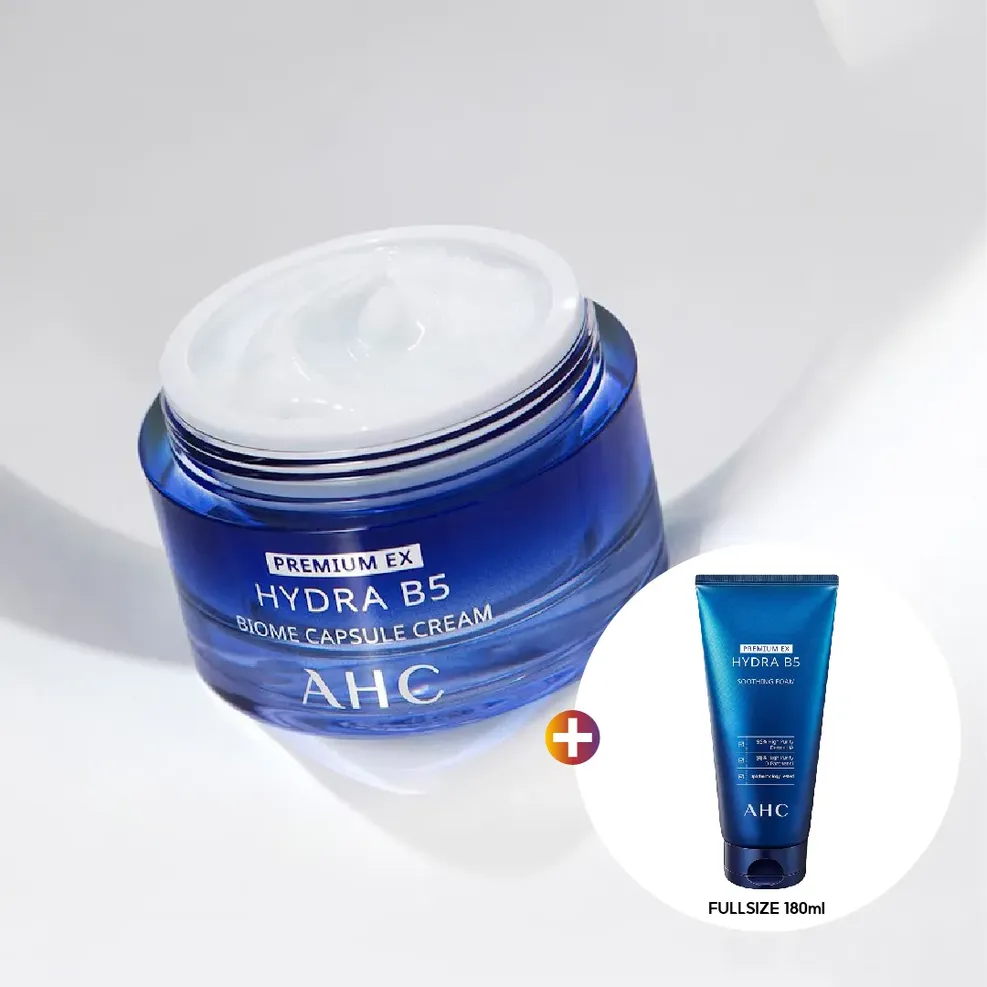 PREMIUM EX
HYDRA B5
BIOME CAPSULE CREAM
AHC
PREMIUM EX
HYDRA B5
SOOTHING FOAM
AHC
FULLSIZE 180ml